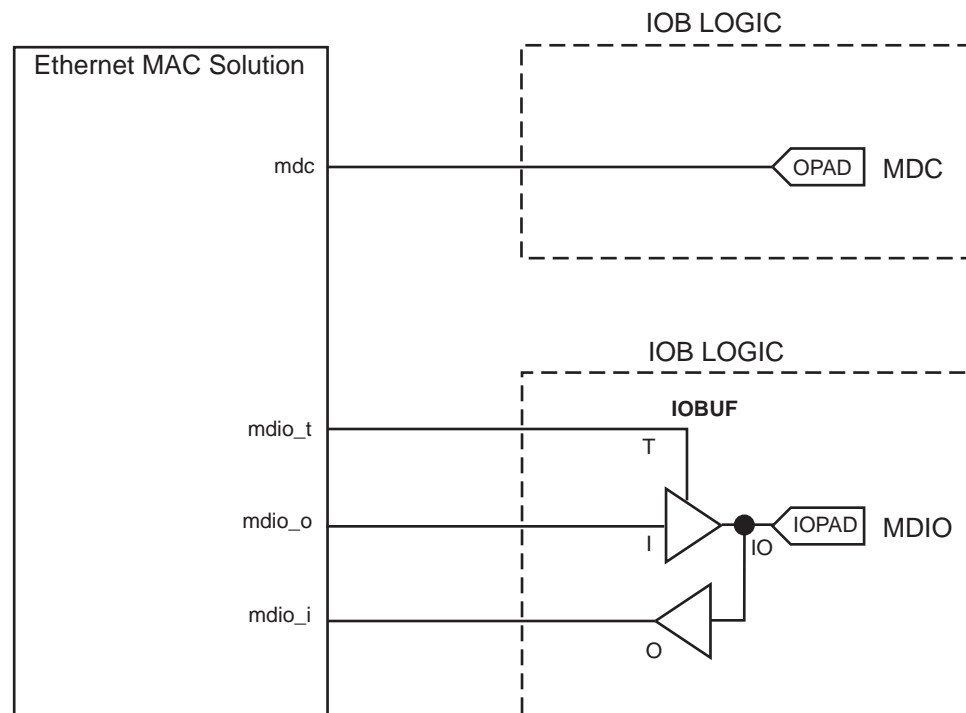 IOB LOGIC
Ethernet MAC Solution
mdc
OPAD
MDC
IOB LOGIC
IOBUF
mdio_t
T
mdio_o
I
IO
IOPAD
MDIO
mdio_i
O